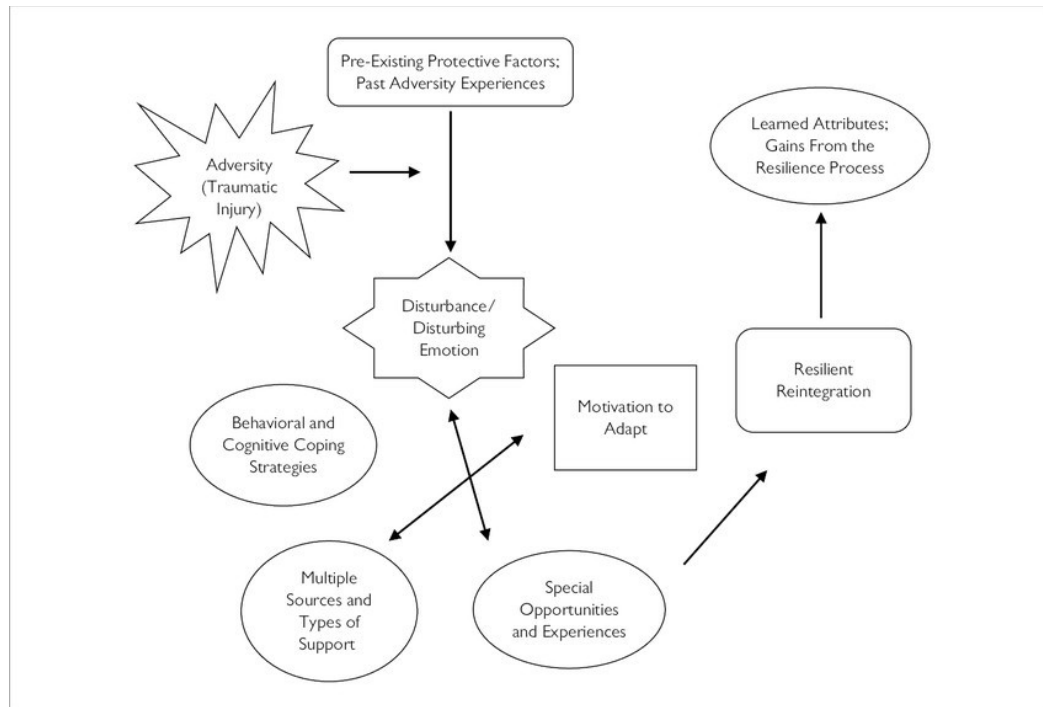 Pre-Existing Protective Factors;
Past Adversity Experiences
Adversity
(Traumatic
Injury)
Learned Attributes;
Gains From the
Resilience Process
Disturbance/
Disturbing
Emotion
Resilient
Reintegration
Motivation to
Adapt
Behavioral and
Cognitive Coping
Strategies
Multiple
Sources and
Types of
Support
Special
Opportunities
and Experiences